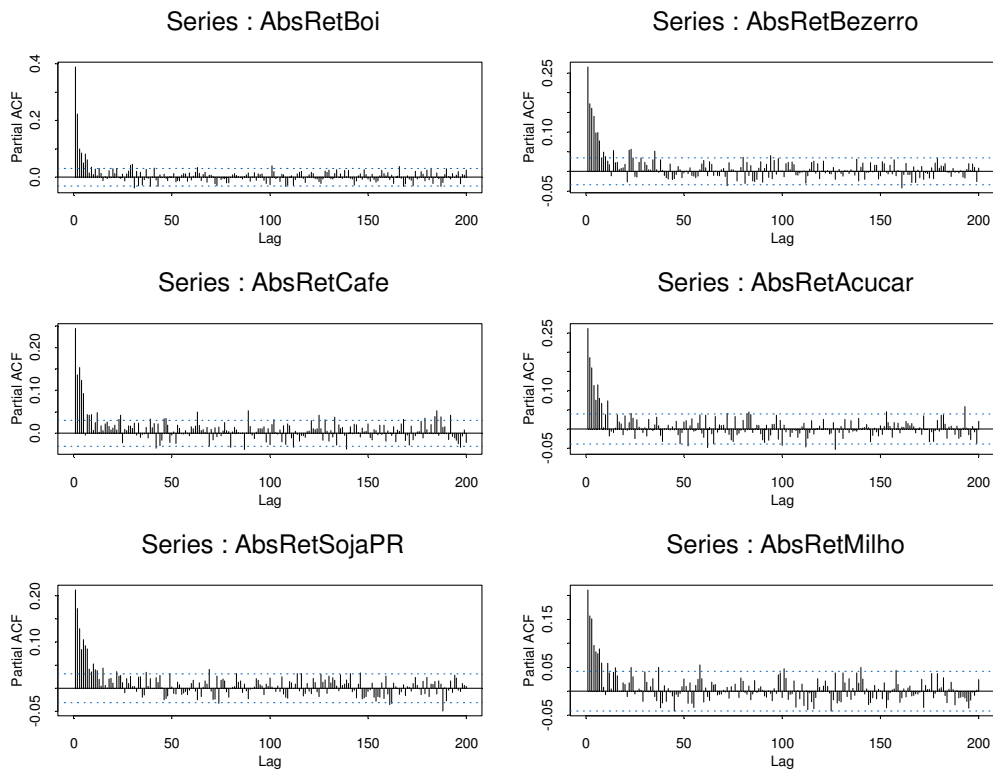 Series : AbsRetBoi
Partial ACF
0.0 0.2 0.4
0 50 100 150 200
Lag
Series : AbsRetBezerro
Partial ACF
-0.05 0.10 0.25
0 50 100 150 200
Lag
Series : AbsRetCafe
Partial ACF
0.0 0.10 0.20
0 50 100 150 200
Lag
Series : AbsRetAcucar
Partial ACF
-0.05 0.10 0.25
0 50 100 150 200
Lag
Series : AbsRetSojaPR
Partial ACF
-0.05 0.10 0.20
0 50 100 150 200
Lag
Series : AbsRetMilho
Partial ACF
-0.05 0.05 0.15
0 50 100 150 200
Lag